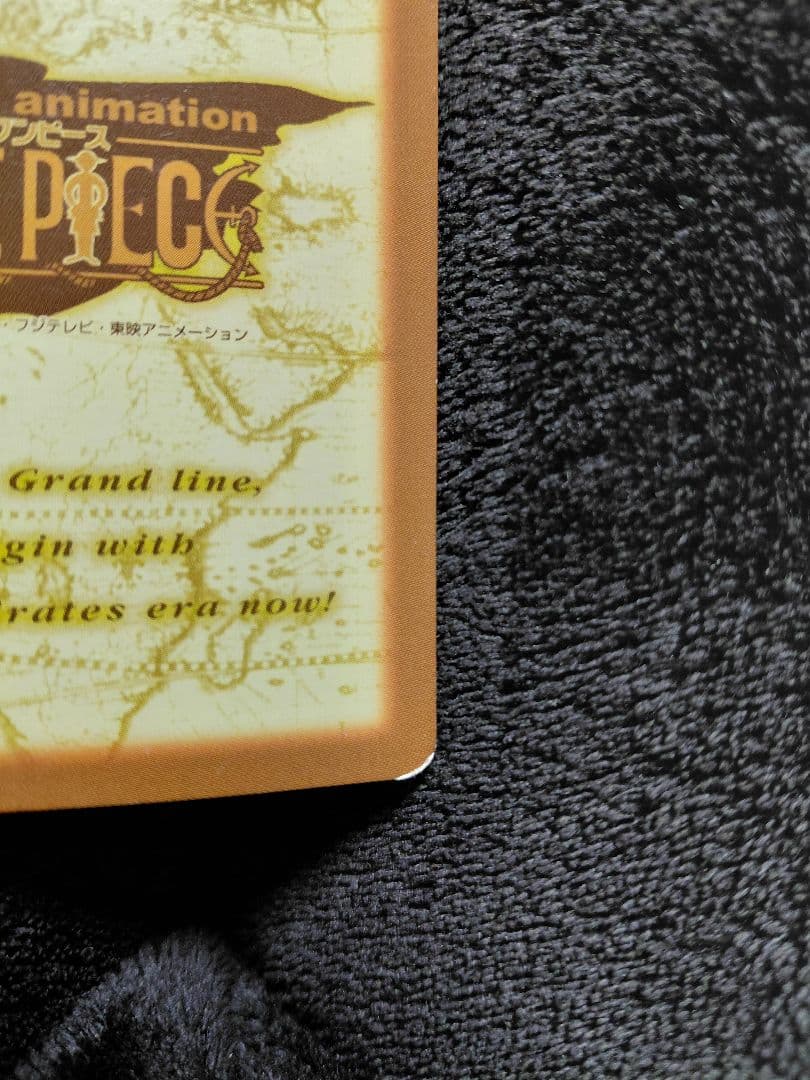 animation
ワンピース
PIECE
・フジテレビ・東映アニメーション
Grand line,
gin with
rates era now!